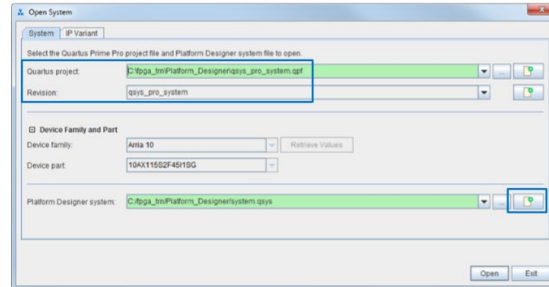 Open System
System IP Variant
Select the Quartus Prime Pro project file and Platform Designer system file to open.
Quartus project: C:\fpga_trn\Platform_Designer\qsys_pro_system.qpf ...
Revision: qsys_pro_system
Device Family and Part
Device family: Arria 10 Retrieve Values
Device part: 10AX115S2F45I1SG
Platform Designer system: C:/fpga_trn/Platform_Designer/system.qsys ...
Open Exit